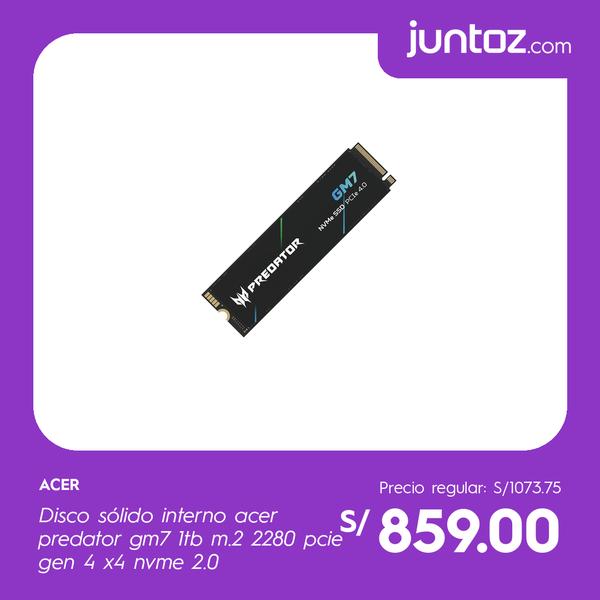 juntoz.com
GM7
NVMe SSD PCIe 4.0
PREDATOR
ACER
Disco sólido interno acer
predator gm7 1tb m.2 2280 pcie
gen 4 x4 nvme 2.0
Precio regular: S/1073.75
S/ 859.00